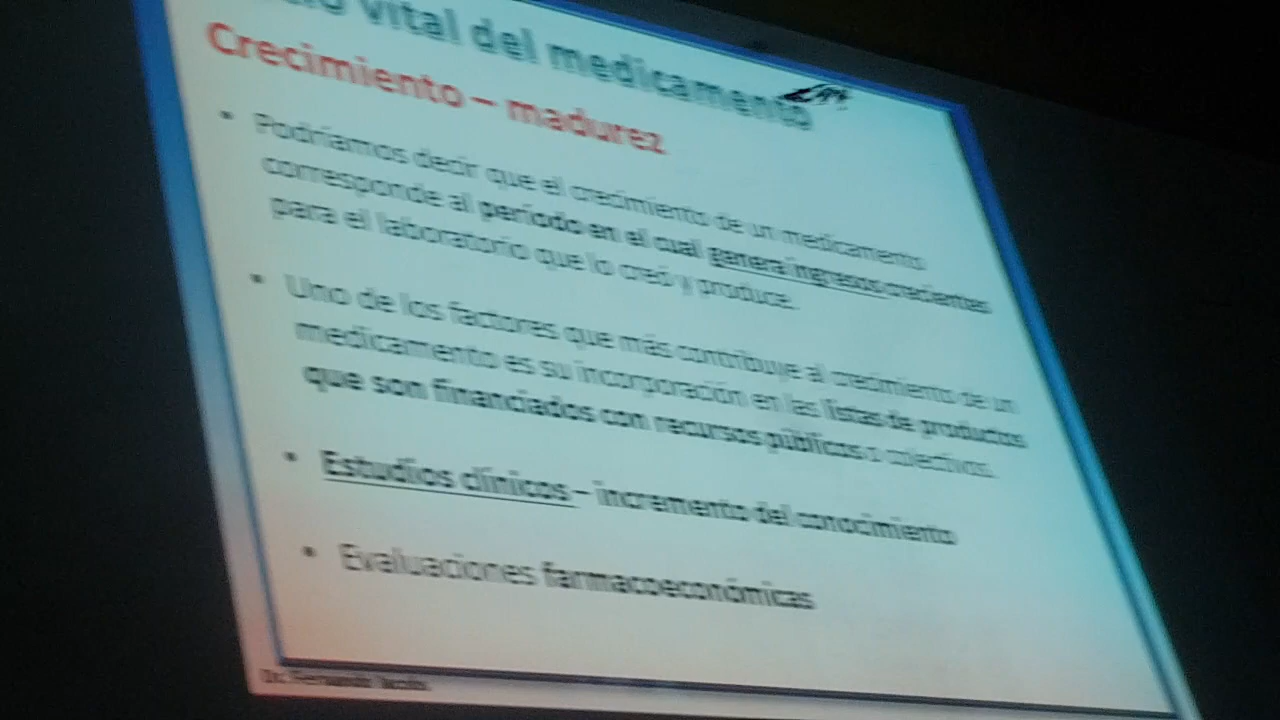 vital del medicamento
Crecimiento – madurez
• Podríamos decir que el crecimiento de un medicamento
corresponde al período en el cual genera ingresos crecientes
para el laboratorio que lo creó y produce.
• Uno de los factores que más contribuye al crecimiento de un
medicamento es su incorporación en las listas de productos
que son financiados con recursos públicos o colectivos.
• Estudios clínicos – incremento del conocimiento
• Evaluaciones farmacoeconómicas
Dr. Fernando